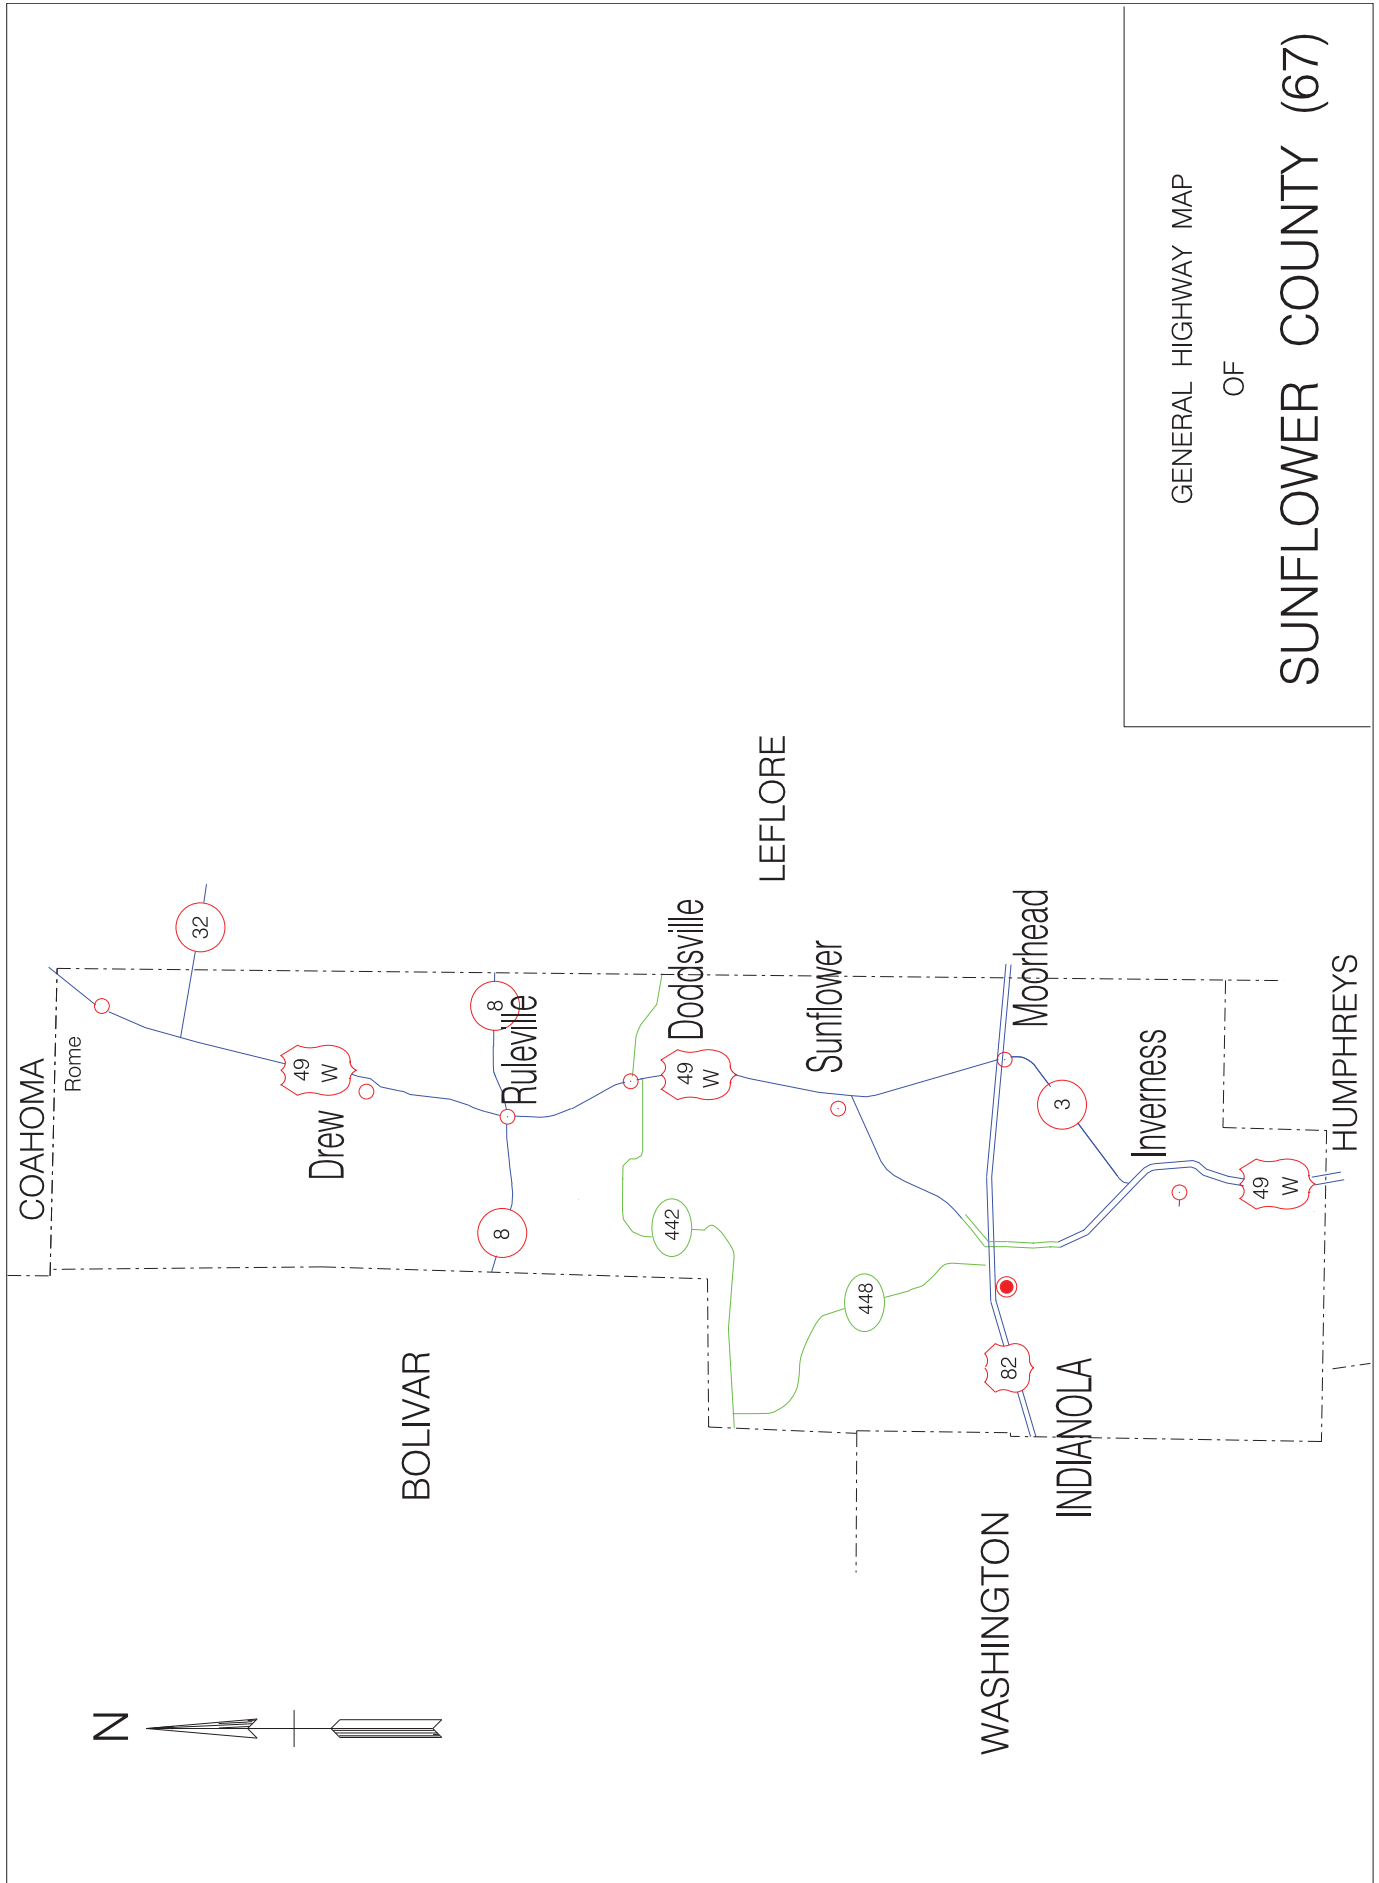 COAHOMA
Rome
N
32
49
W
Drew
8
Ruleville
8
BOLIVAR
LEFLORE
Doddsville
49
W
442
Sunflower
448
Moorhead
82
INDIANOLA
WASHINGTON
3
Inverness
49
W
HUMPHREYS
GENERAL HIGHWAY MAP
OF
SUNFLOWER COUNTY (67)